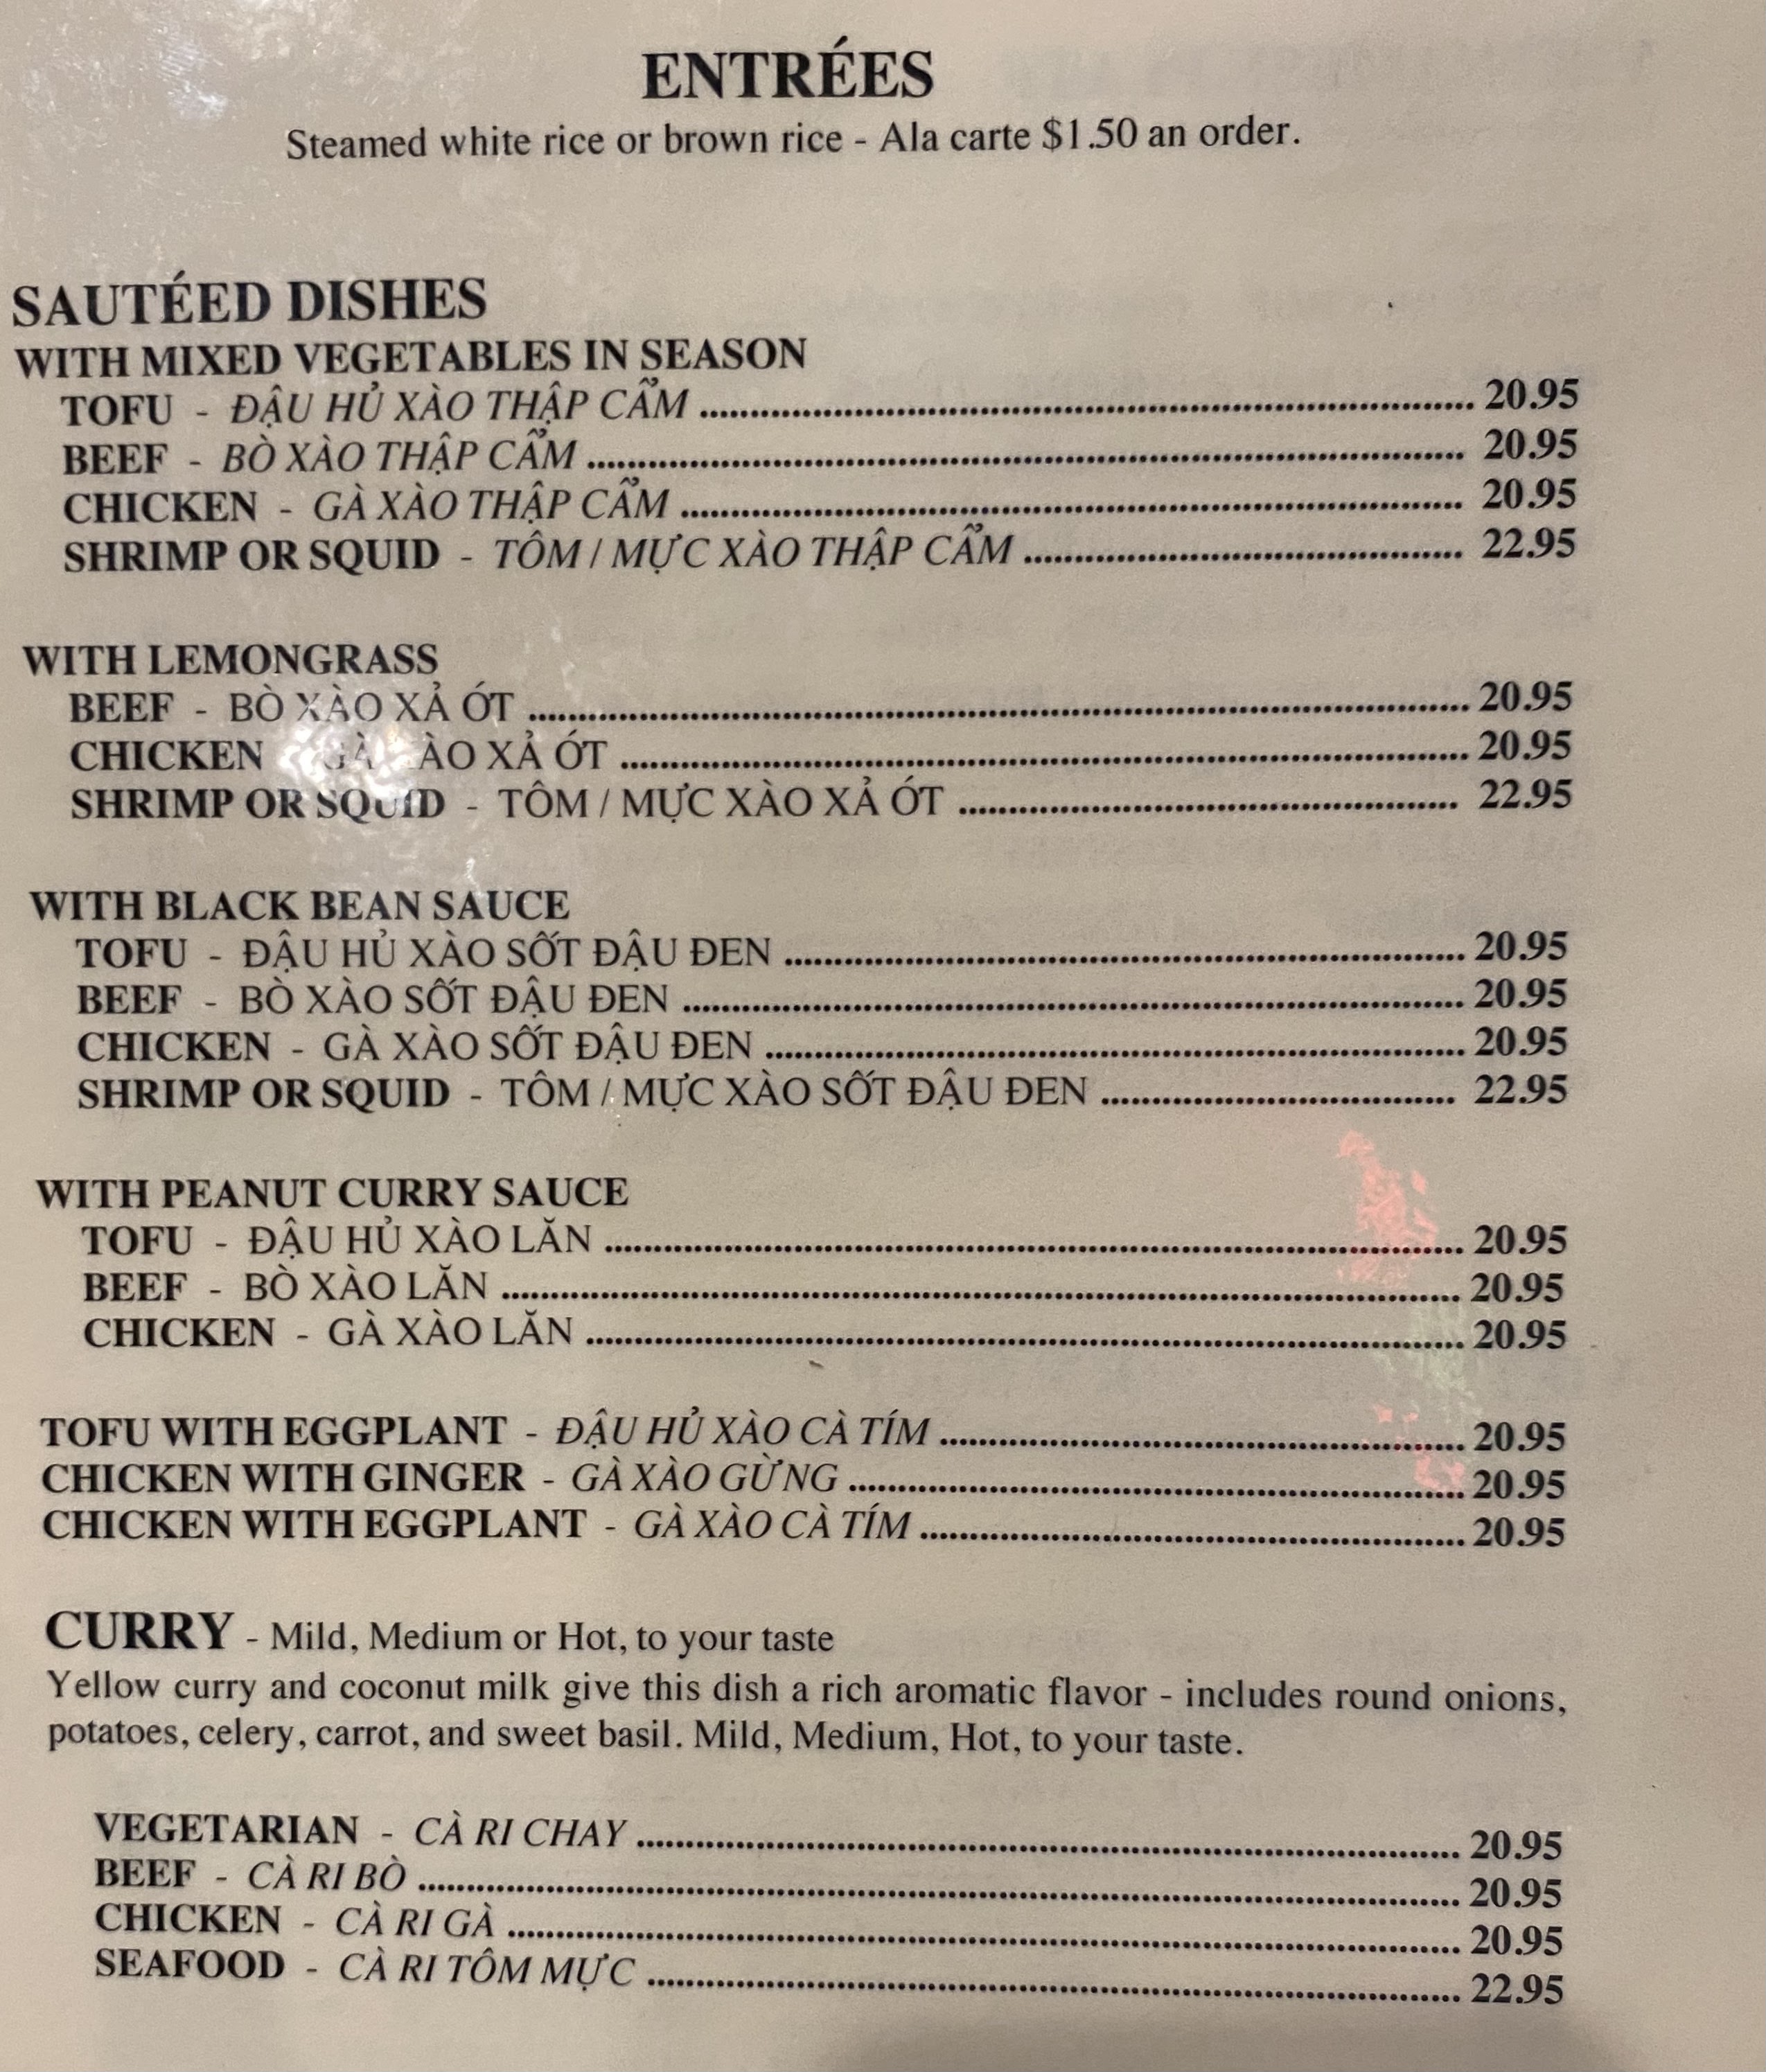 ENTRÉES
Steamed white rice or brown rice - Ala carte $1.50 an order.
SAUTÉED DISHES
WITH MIXED VEGETABLES IN SEASON
TOFU - ĐẬU HỦ XÀO THẬP CẨM ........ 20.95
BEEF - BÒ XÀO THẬP CẨM ........ 20.95
CHICKEN - GÀ XÀO THẬP CẨM ........ 20.95
SHRIMP OR SQUID - TÔM / MỰC XÀO THẬP CẨM ........ 22.95
WITH LEMONGRASS
BEEF - BÒ XÀO XẢ ỚT ........ 20.95
CHICKEN GÀ XÀO XẢ ỚT ........ 20.95
SHRIMP OR SQUID - TÔM / MỰC XÀO XẢ ỚT ........ 22.95
WITH BLACK BEAN SAUCE
TOFU - ĐẬU HỦ XÀO SỐT ĐẬU ĐEN ........ 20.95
BEEF - BÒ XÀO SỐT ĐẬU ĐEN ........ 20.95
CHICKEN - GÀ XÀO SỐT ĐẬU ĐEN ........ 20.95
SHRIMP OR SQUID - TÔM / MỰC XÀO SỐT ĐẬU ĐEN ........ 22.95
WITH PEANUT CURRY SAUCE
TOFU - ĐẬU HỦ XÀO LĂN ........ 20.95
BEEF - BÒ XÀO LĂN ........ 20.95
CHICKEN - GÀ XÀO LĂN ........ 20.95
TOFU WITH EGGPLANT - ĐẬU HỦ XÀO CÀ TÍM ........ 20.95
CHICKEN WITH GINGER - GÀ XÀO GỪNG ........ 20.95
CHICKEN WITH EGGPLANT - GÀ XÀO CÀ TÍM ........ 20.95
CURRY - Mild, Medium or Hot, to your taste
Yellow curry and coconut milk give this dish a rich aromatic flavor - includes round onions,
potatoes, celery, carrot, and sweet basil. Mild, Medium, Hot, to your taste.
VEGETARIAN - CÀ RI CHAY ........ 20.95
BEEF - CÀ RI BÒ ........ 20.95
CHICKEN - CÀ RI GÀ ........ 20.95
SEAFOOD - CÀ RI TÔM MỰC ........ 22.95